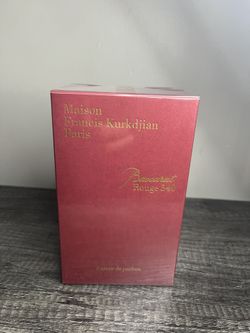 Maison
Francis Kurkdjian
Paris
Baccarat
Rouge 540
Extrait de parfum